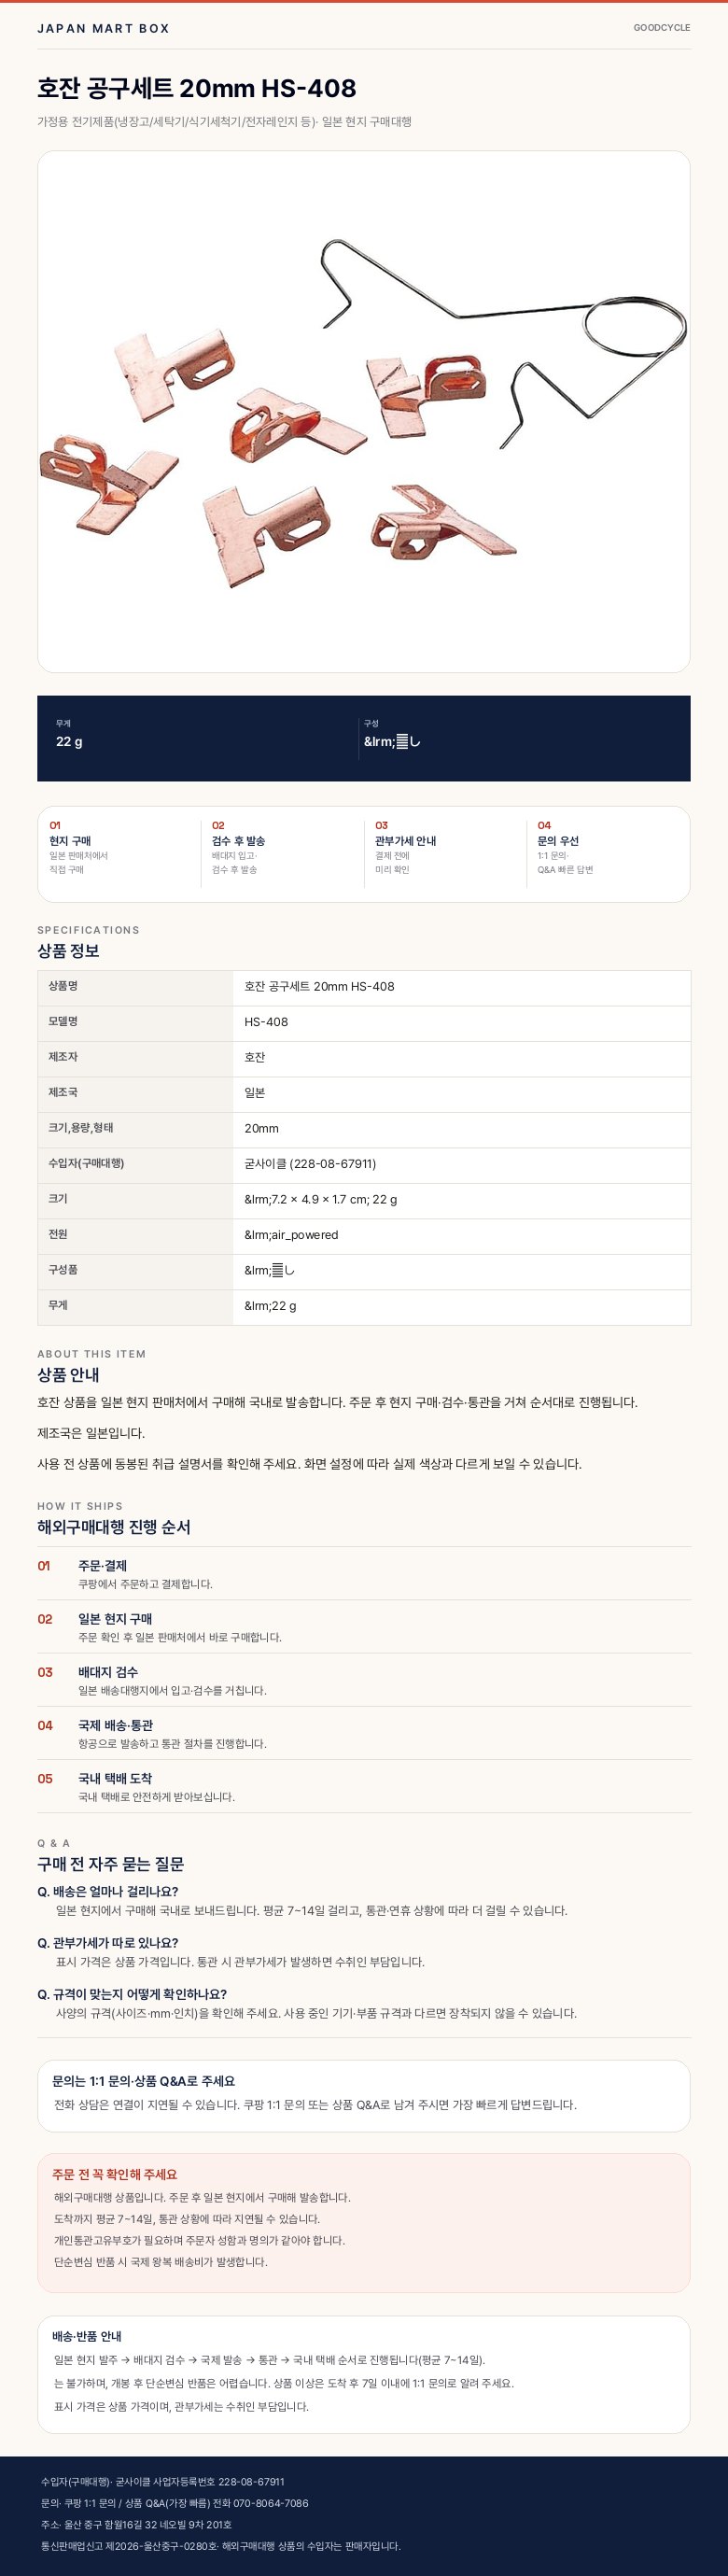 JAPAN MART BOX
GOODCYCLE
호잔 공구세트 20mm HS-408
가정용 전기제품(냉장고/세탁기/식기세척기/전자레인지 등)· 일본 현지 구매대행
무게
22 g
구성
&lrm;䷀し
01
현지 구매
일본 판매처에서
직접 구매
02
검수 후 발송
배대지 입고·
검수 후 발송
03
관부가세 안내
결제 전에
미리 확인
04
문의 우선
1:1 문의·
Q&A 빠른 답변
SPECIFICATIONS
상품 정보
상품명
호잔 공구세트 20mm HS-408
모델명
HS-408
제조자
호잔
제조국
일본
크기,용량,형태
20mm
수입자(구매대행)
굳사이클 (228-08-67911)
크기
&lrm;7.2 × 4.9 × 1.7 cm; 22 g
전원
&lrm;air_powered
구성품
&lrm;䷀し
무게
&lrm;22 g
ABOUT THIS ITEM
상품 안내
호잔 상품을 일본 현지 판매처에서 구매해 국내로 발송합니다. 주문 후 현지 구매·검수·통관을 거쳐 순서대로 진행됩니다.
제조국은 일본입니다.
사용 전 상품에 동봉된 취급 설명서를 확인해 주세요. 화면 설정에 따라 실제 색상과 다르게 보일 수 있습니다.
HOW IT SHIPS
해외구매대행 진행 순서
01
주문·결제
쿠팡에서 주문하고 결제합니다.
02
일본 현지 구매
주문 확인 후 일본 판매처에서 바로 구매합니다.
03
배대지 검수
일본 배송대행지에서 입고·검수를 거칩니다.
04
국제 배송·통관
항공으로 발송하고 통관 절차를 진행합니다.
05
국내 택배 도착
국내 택배로 안전하게 받아보십니다.
Q & A
구매 전 자주 묻는 질문
Q. 배송은 얼마나 걸리나요?
일본 현지에서 구매해 국내로 보내드립니다. 평균 7~14일 걸리고, 통관·연휴 상황에 따라 더 걸릴 수 있습니다.
Q. 관부가세가 따로 있나요?
표시 가격은 상품 가격입니다. 통관 시 관부가세가 발생하면 수취인 부담입니다.
Q. 규격이 맞는지 어떻게 확인하나요?
사양의 규격(사이즈·mm·인치)을 확인해 주세요. 사용 중인 기기·부품 규격과 다르면 장착되지 않을 수 있습니다.
문의는 1:1 문의·상품 Q&A로 주세요
전화 상담은 연결이 지연될 수 있습니다. 쿠팡 1:1 문의 또는 상품 Q&A로 남겨 주시면 가장 빠르게 답변드립니다.
주문 전 꼭 확인해 주세요
해외구매대행 상품입니다. 주문 후 일본 현지에서 구매해 발송합니다.
도착까지 평균 7~14일, 통관 상황에 따라 지연될 수 있습니다.
개인통관고유부호가 필요하며 주문자 성함과 명의가 같아야 합니다.
단순변심 반품 시 국제 왕복 배송비가 발생합니다.
배송·반품 안내
일본 현지 발주 → 배대지 검수 → 국제 발송 → 통관 → 국내 택배 순서로 진행됩니다(평균 7~14일).
는 불가하며, 개봉 후 단순변심 반품은 어렵습니다. 상품 이상은 도착 후 7일 이내에 1:1 문의로 알려 주세요.
표시 가격은 상품 가격이며, 관부가세는 수취인 부담입니다.
수입자(구매대행)· 굳사이클 사업자등록번호 228-08-67911
문의· 쿠팡 1:1 문의 / 상품 Q&A(가장 빠름) 전화 070-8064-7086
주소· 울산 중구 함월16길 32 네오빌 9차 201호
통신판매업신고 제2026-울산중구-0280호· 해외구매대행 상품의 수입자는 판매자입니다.